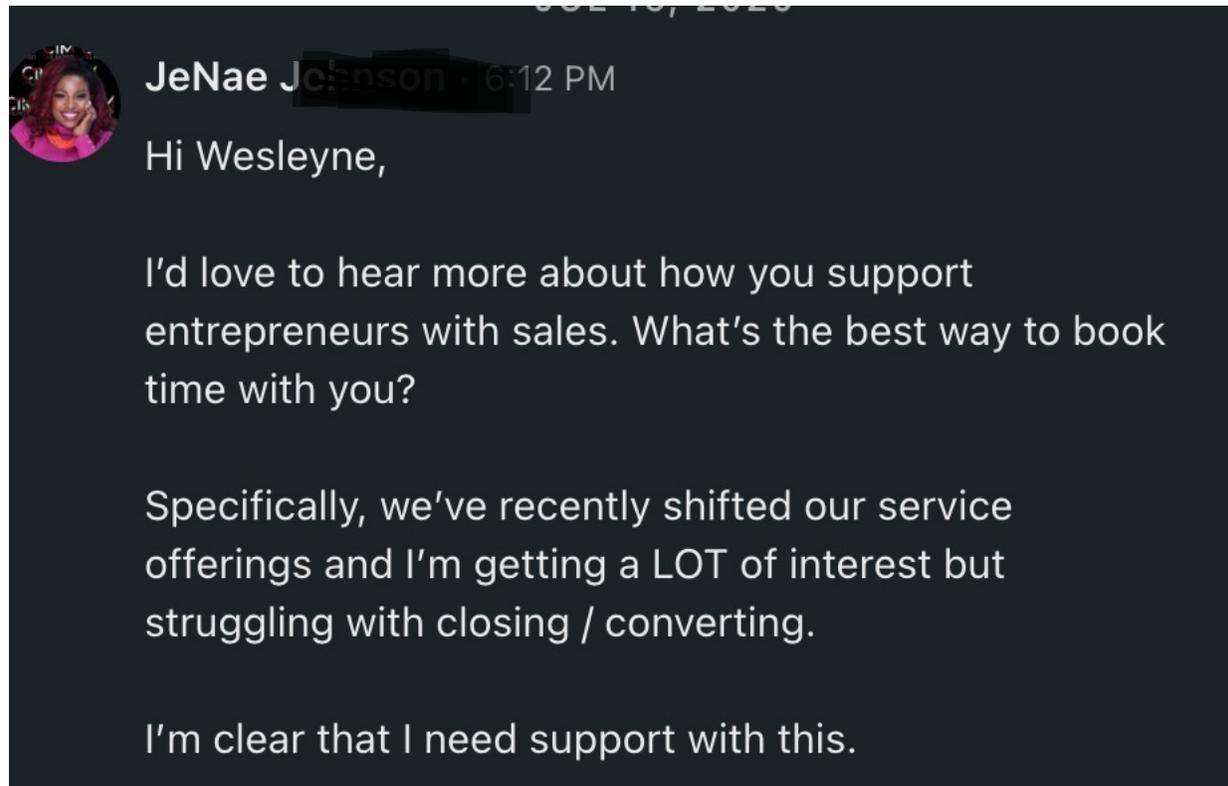 JeNae J · 6:12 PM
Hi Wesleyne,
I’d love to hear more about how you support
entrepreneurs with sales. What’s the best way to book
time with you?
Specifically, we’ve recently shifted our service
offerings and I’m getting a LOT of interest but
struggling with closing / converting.
I’m clear that I need support with this.